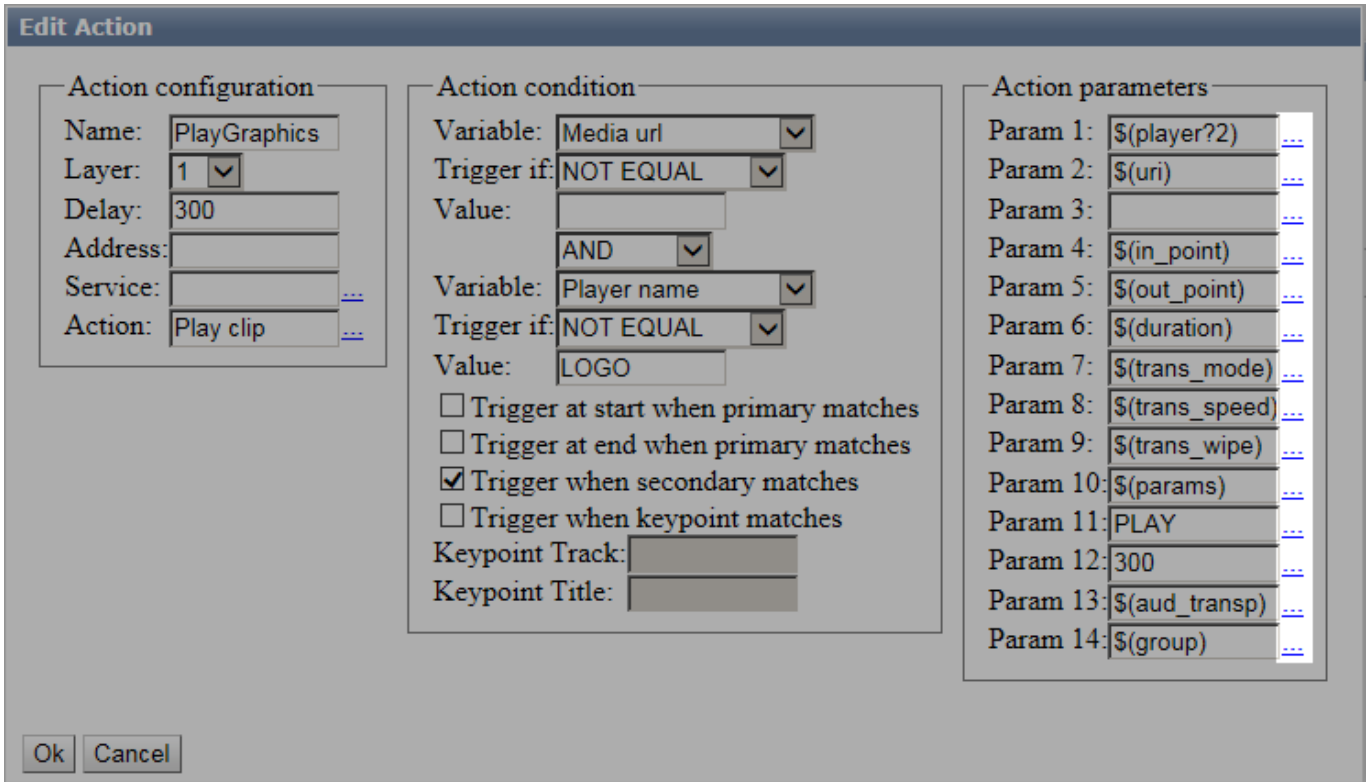 Edit Action
Action configuration
Name: PlayGraphics
Layer: 1
Delay: 300
Address:
Service: ...
Action: Play clip ...
Action condition
Variable: Media url
Trigger if: NOT EQUAL
Value:
AND
Variable: Player name
Trigger if: NOT EQUAL
Value: LOGO
Trigger at start when primary matches
Trigger at end when primary matches
Trigger when secondary matches
Trigger when keypoint matches
Keypoint Track:
Keypoint Title:
Action parameters
Param 1: $(player?2) ...
Param 2: $(uri) ...
Param 3: ...
Param 4: $(in_point) ...
Param 5: $(out_point) ...
Param 6: $(duration) ...
Param 7: $(trans_mode) ...
Param 8: $(trans_speed) ...
Param 9: $(trans_wipe) ...
Param 10: $(params) ...
Param 11: PLAY ...
Param 12: 300 ...
Param 13: $(aud_transp) ...
Param 14: $(group) ...
Ok Cancel